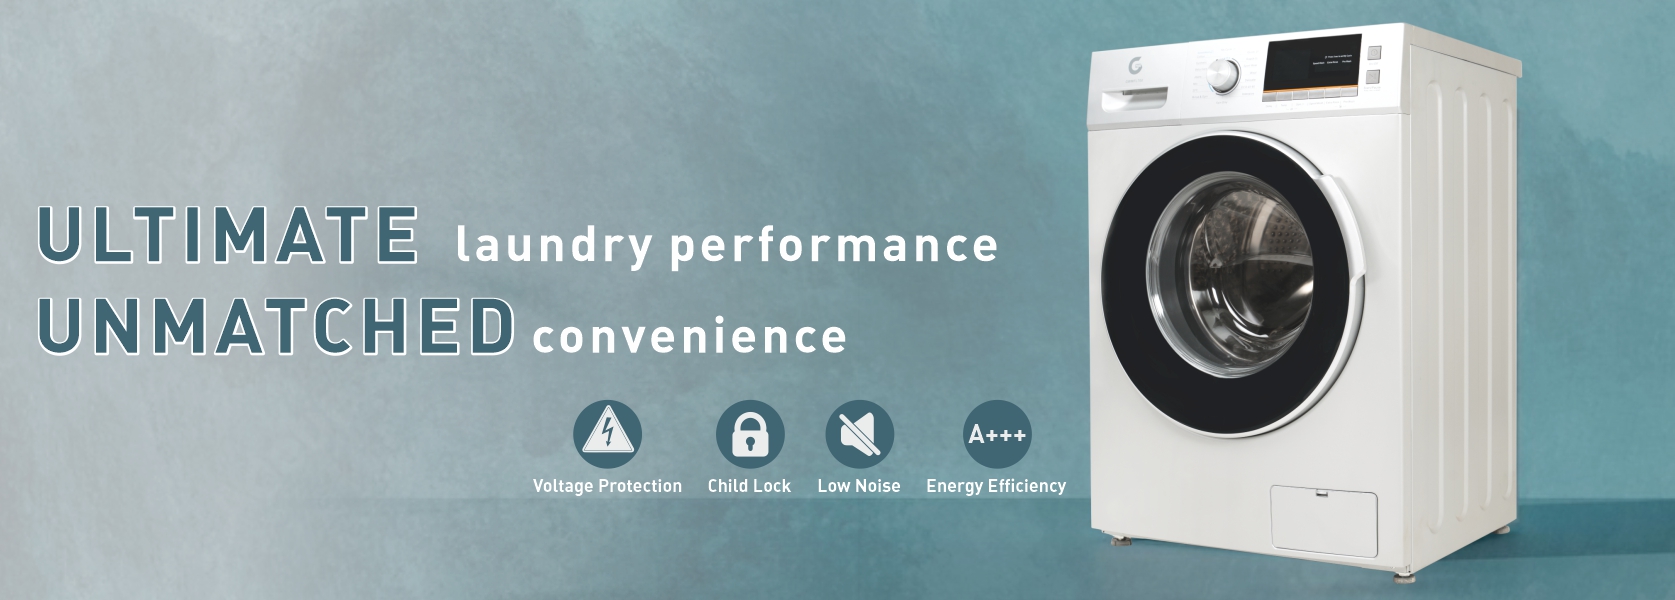 ULTIMATE laundry performance
UNMATCHED convenience
A+++
Voltage Protection Child Lock Low Noise Energy Efficiency